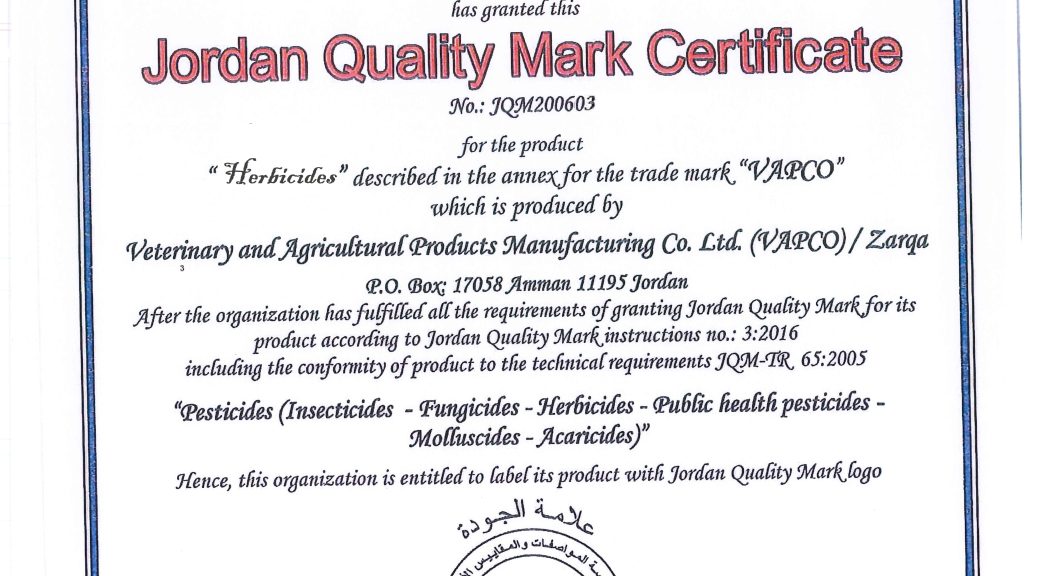 has granted this
Jordan Quality Mark Certificate
No.: JQM200603
for the product
“ Herbicides” described in the annex for the trade mark “VAPCO”
which is produced by
Veterinary and Agricultural Products Manufacturing Co. Ltd. (VAPCO) / Zarqa
P.O. Box: 17058 Amman 11195 Jordan
After the organization has fulfilled all the requirements of granting Jordan Quality Mark for its
product according to Jordan Quality Mark instructions no.: 3:2016
including the conformity of product to the technical requirements JQM-TR 65:2005
“Pesticides (Insecticides - Fungicides - Herbicides - Public health pesticides -
Molluscides - Acaricides)”
Hence, this organization is entitled to label its product with Jordan Quality Mark logo
علامة الجودة
المواصفات والمقاييس